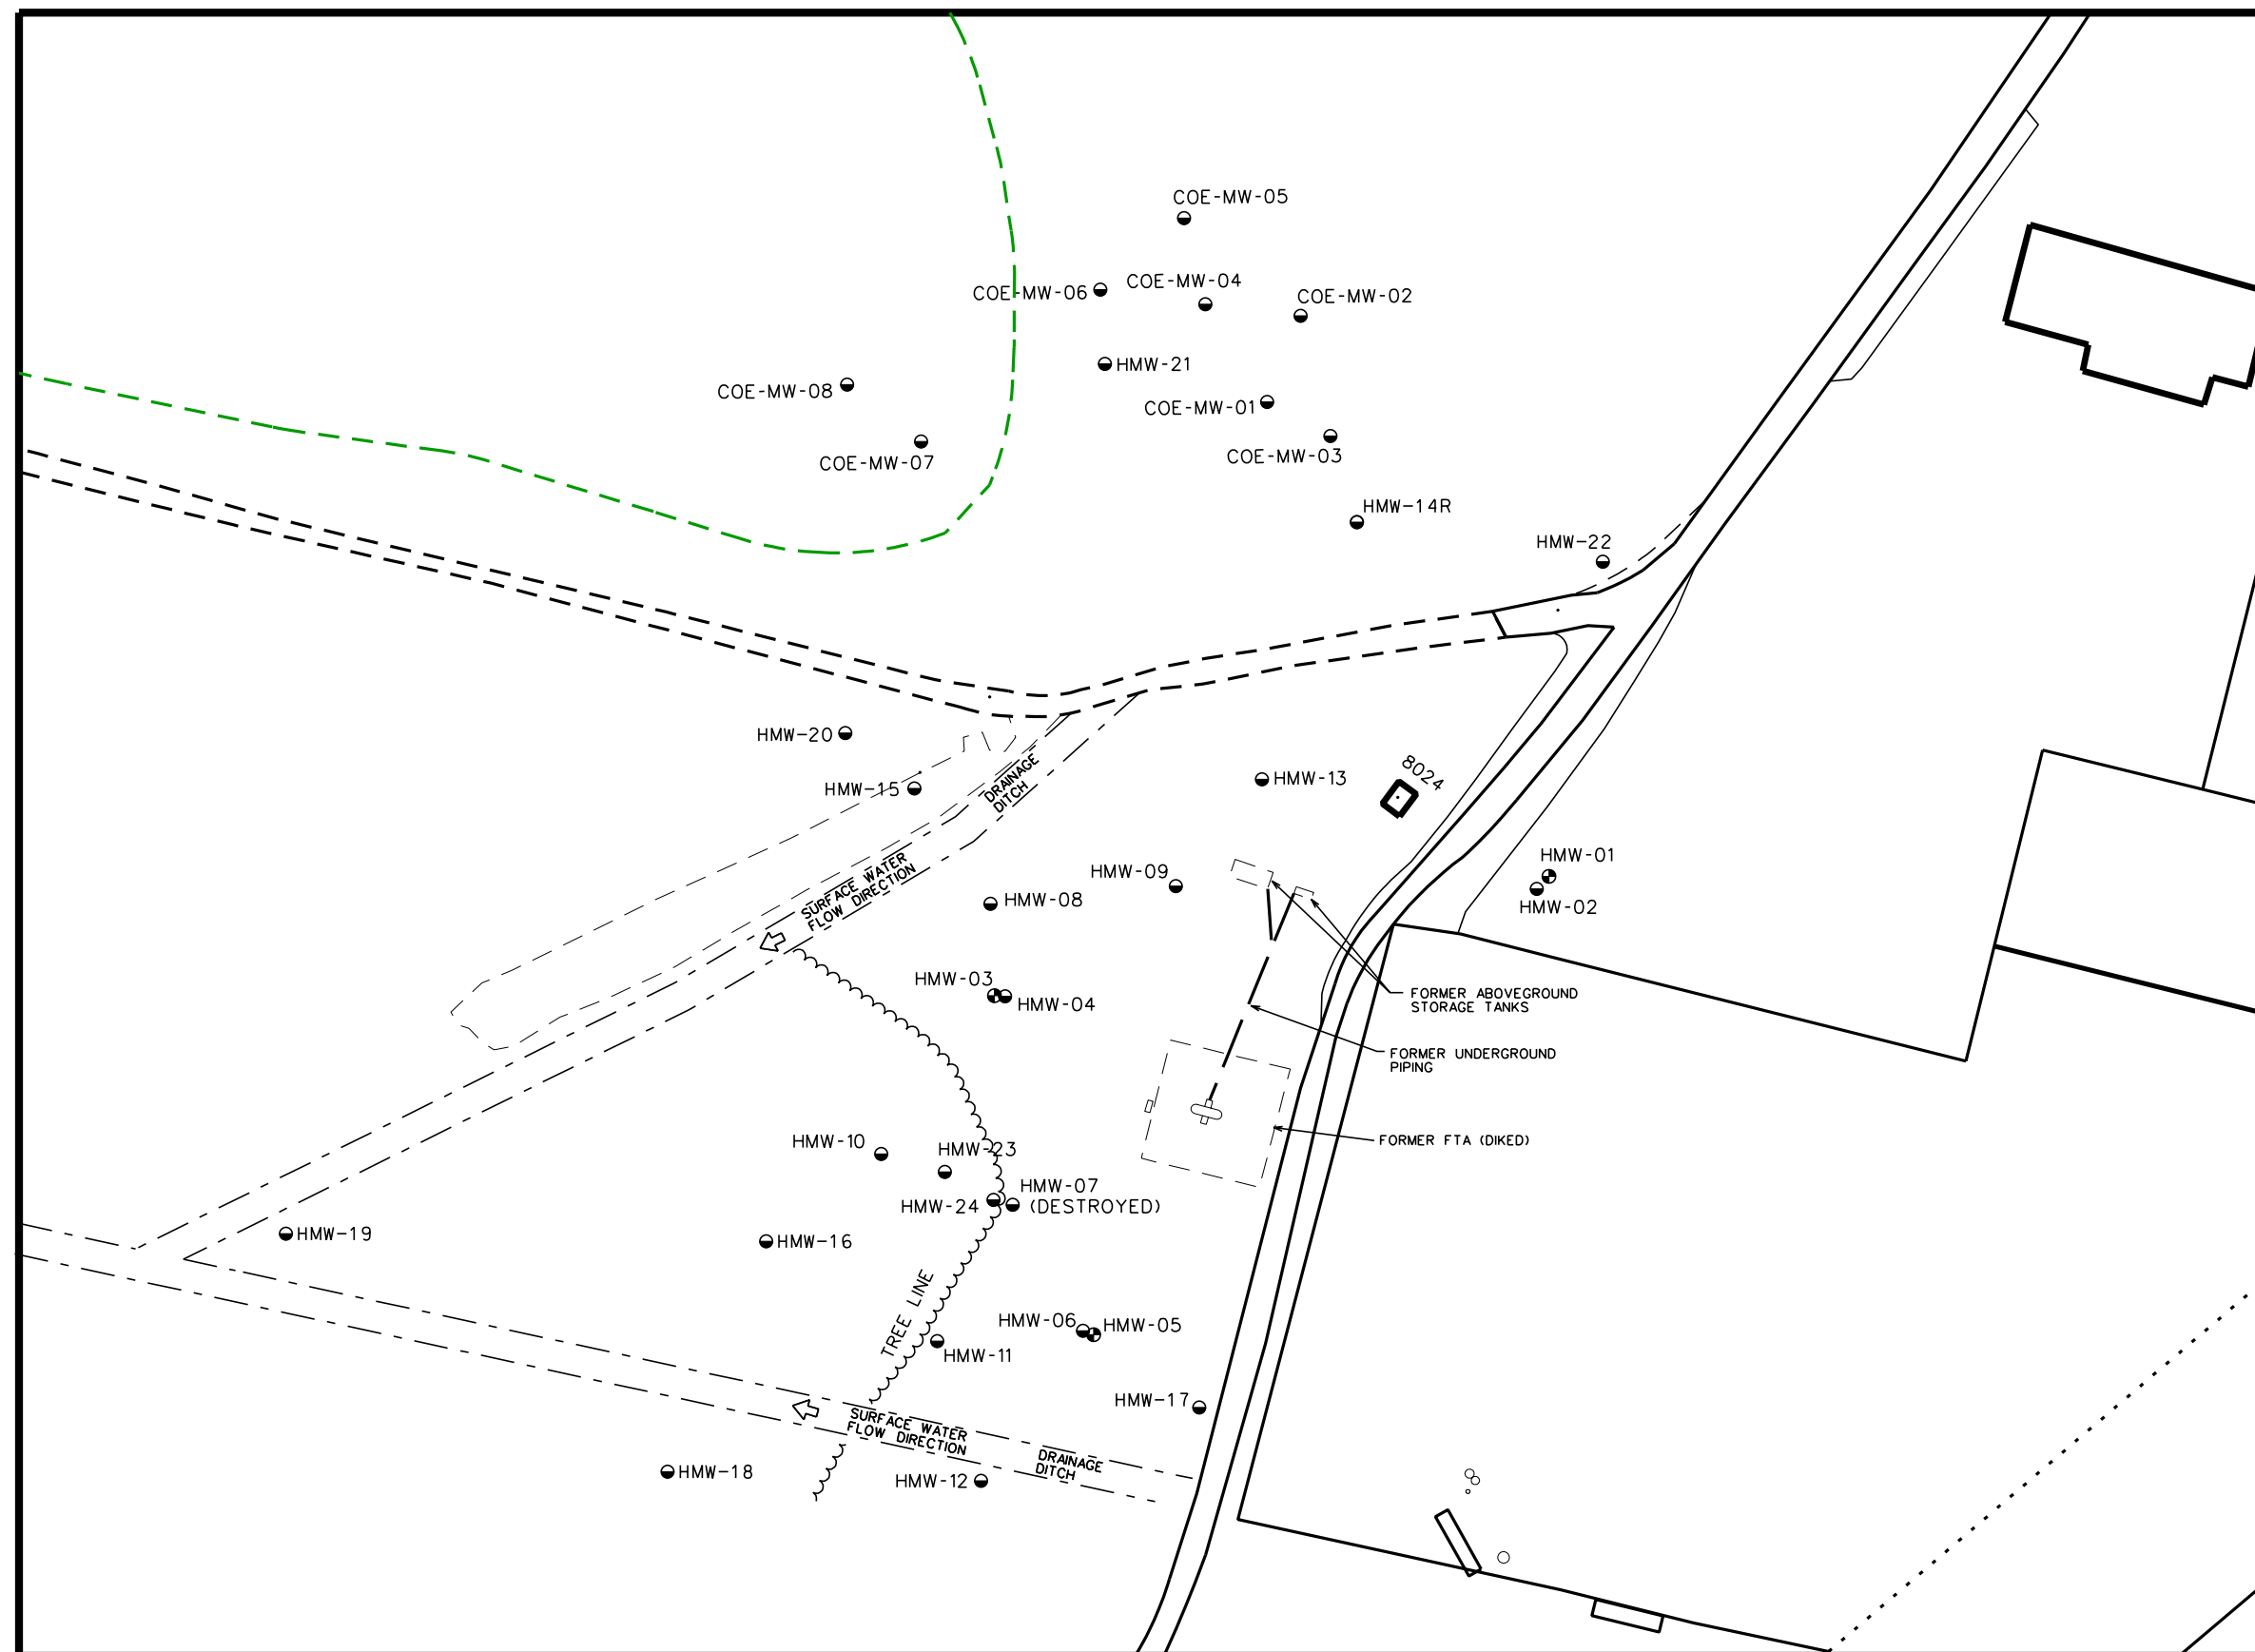 COE-MW-05
COE-MW-04
COE-MW-06
COE-MW-02
HMW-21
COE-MW-08
COE-MW-01
COE-MW-07
COE-MW-03
HMW-14R
HMW-22
HMW-20
HMW-15
DRAINAGE
DITCH
HMW-13
8024
SURFACE WATER
FLOW DIRECTION
HMW-09
HMW-08
HMW-01
HMW-02
HMW-03
HMW-04
FORMER ABOVEGROUND
STORAGE TANKS
FORMER UNDERGROUND
PIPING
FORMER FTA (DIKED)
HMW-10
HMW-23
HMW-07
(DESTROYED)
HMW-24
HMW-19
HMW-16
TREE LINE
HMW-06
HMW-05
HMW-11
HMW-17
SURFACE WATER
FLOW DIRECTION
DRAINAGE
DITCH
HMW-18
HMW-12